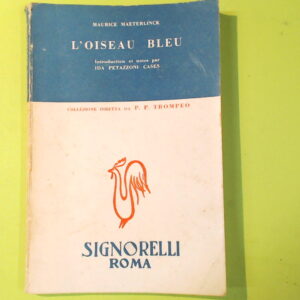 MAURICE MAETERLINCK
L'OISEAU BLEU
Introduction et notes par
IDA PETAZZONI CASES
COLLEZIONE DIRETTA DA P. P. TROMPEO
SIGNORELLI
ROMA